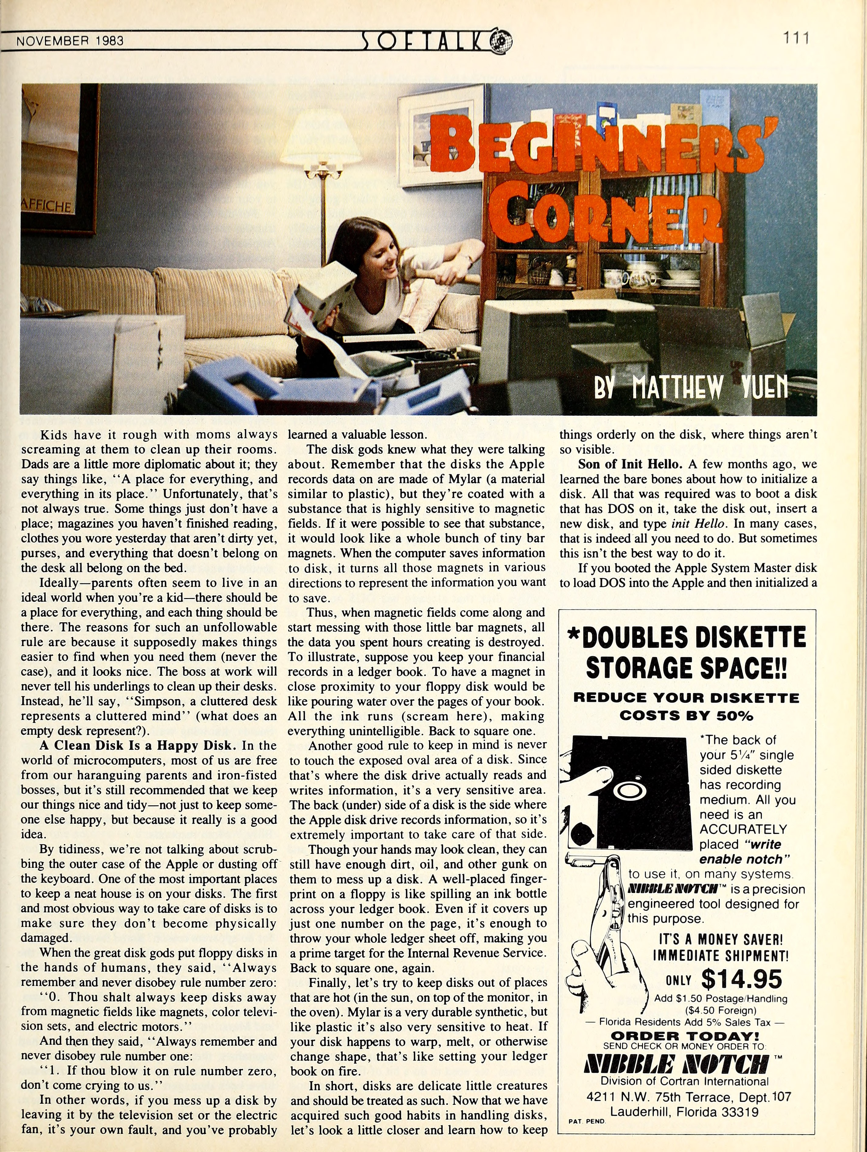 NOVEMBER 1983
SOFTALK
111
AFFICHE
BEGINNERS'
CORNER
BY MATTHEW YUEN
Kids have it rough with moms always
screaming at them to clean up their rooms.
Dads are a little more diplomatic about it; they
say things like, ‘‘A place for everything, and
everything in its place.’’ Unfortunately, that's
not always true. Some things just don't have a
place; magazines you haven't finished reading,
clothes you wore yesterday that aren't dirty yet,
purses, and everything that doesn't belong on
the desk all belong on the bed.
Ideally—parents often seem to live in an
ideal world when you're a kid—there should be
a place for everything, and each thing should be
there. The reasons for such an unfollowable
rule are because it supposedly makes things
easier to find when you need them (never the
case), and it looks nice. The boss at work will
never tell his underlings to clean up their desks.
Instead, he'll say, ‘‘Simpson, a cluttered desk
represents a cluttered mind’’ (what does an
empty desk represent?).
A Clean Disk Is a Happy Disk. In the
world of microcomputers, most of us are free
from our haranguing parents and iron-fisted
bosses, but it's still recommended that we keep
our things nice and tidy—not just to keep some-
one else happy, but because it really is a good
idea.
By tidiness, we're not talking about scrub-
bing the outer case of the Apple or dusting off
the keyboard. One of the most important places
to keep a neat house is on your disks. The first
and most obvious way to take care of disks is to
make sure they don't become physically
damaged.
When the great disk gods put floppy disks in
the hands of humans, they said, ‘‘Always
remember and never disobey rule number zero:
‘‘0. Thou shalt always keep disks away
from magnetic fields like magnets, color televi-
sion sets, and electric motors.’’
And then they said, ‘‘Always remember and
never disobey rule number one:
‘‘1. If thou blow it on rule number zero,
don't come crying to us.’’
In other words, if you mess up a disk by
leaving it by the television set or the electric
fan, it's your own fault, and you've probably
learned a valuable lesson.
The disk gods knew what they were talking
about. Remember that the disks the Apple
records data on are made of Mylar (a material
similar to plastic), but they're coated with a
substance that is highly sensitive to magnetic
fields. If it were possible to see that substance,
it would look like a whole bunch of tiny bar
magnets. When the computer saves information
to disk, it turns all those magnets in various
directions to represent the information you want
to save.
Thus, when magnetic fields come along and
start messing with those little bar magnets, all
the data you spent hours creating is destroyed.
To illustrate, suppose you keep your financial
records in a ledger book. To have a magnet in
close proximity to your floppy disk would be
like pouring water over the pages of your book.
All the ink runs (scream here), making
everything unintelligible. Back to square one.
Another good rule to keep in mind is never
to touch the exposed oval area of a disk. Since
that's where the disk drive actually reads and
writes information, it's a very sensitive area.
The back (under) side of a disk is the side where
the Apple disk drive records information, so it's
extremely important to take care of that side.
Though your hands may look clean, they can
still have enough dirt, oil, and other gunk on
them to mess up a disk. A well-placed finger-
print on a floppy is like spilling an ink bottle
across your ledger book. Even if it covers up
just one number on the page, it's enough to
throw your whole ledger sheet off, making you
a prime target for the Internal Revenue Service.
Back to square one, again.
Finally, let's try to keep disks out of places
that are hot (in the sun, on top of the monitor, in
the oven). Mylar is a very durable synthetic, but
like plastic it's also very sensitive to heat. If
your disk happens to warp, melt, or otherwise
change shape, that's like setting your ledger
book on fire.
In short, disks are delicate little creatures
and should be treated as such. Now that we have
acquired such good habits in handling disks,
let's look a little closer and learn how to keep
things orderly on the disk, where things aren't
so visible.
Son of Init Hello. A few months ago, we
learned the bare bones about how to initialize a
disk. All that was required was to boot a disk
that has DOS on it, take the disk out, insert a
new disk, and type init Hello. In many cases,
that is indeed all you need to do. But sometimes
this isn't the best way to do it.
If you booted the Apple System Master disk
to load DOS into the Apple and then initialized a
*DOUBLES DISKETTE
STORAGE SPACE!!
REDUCE YOUR DISKETTE
COSTS BY 50%
*The back of
your 5¼" single
sided diskette
has recording
medium. All you
need is an
ACCURATELY
placed "write
enable notch"
to use it, on many systems.
NIBBLE NOTCH™ is a precision
engineered tool designed for
this purpose.
IT'S A MONEY SAVER!
IMMEDIATE SHIPMENT!
ONLY $14.95
Add $1.50 Postage/Handling
($4.50 Foreign)
— Florida Residents Add 5% Sales Tax —
ORDER TODAY!
SEND CHECK OR MONEY ORDER TO:
NIBBLE NOTCH™
Division of Cortran International
4211 N.W. 75th Terrace, Dept. 107
Lauderhill, Florida 33319
PAT. PEND.